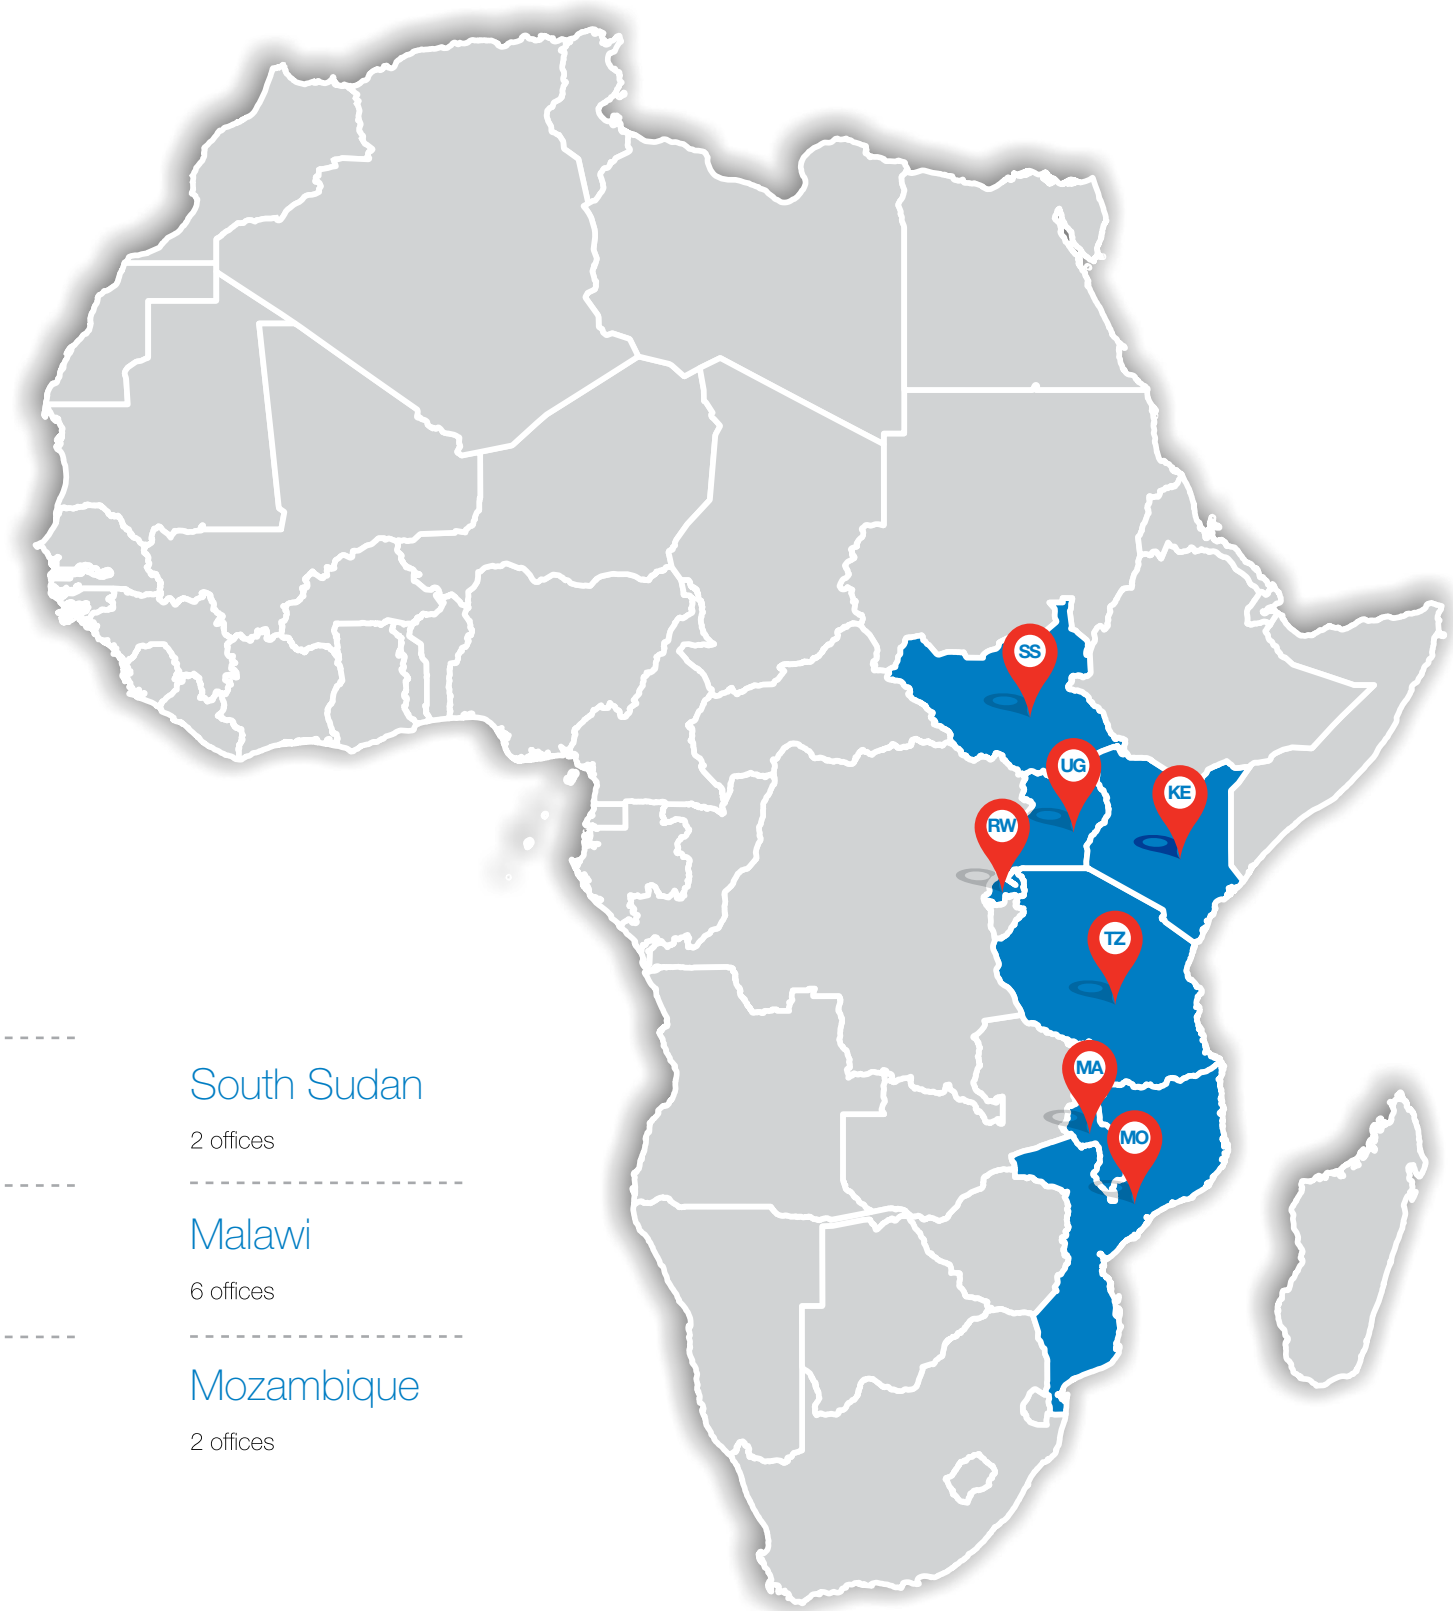 SS
UG
KE
RW
TZ
MA
MO
South Sudan
2 offices
Malawi
6 offices
Mozambique
2 offices